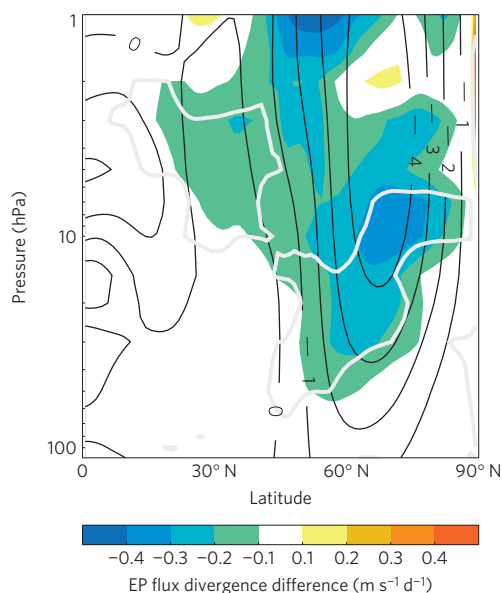 1
0
1
2
3
4
Pressure (hPa)
10
1
0
100
0 30° N 60° N 90° N
Latitude
−0.4 −0.3 −0.2 −0.1 0.1 0.2 0.3 0.4
EP flux divergence difference (m s⁻¹ d⁻¹)